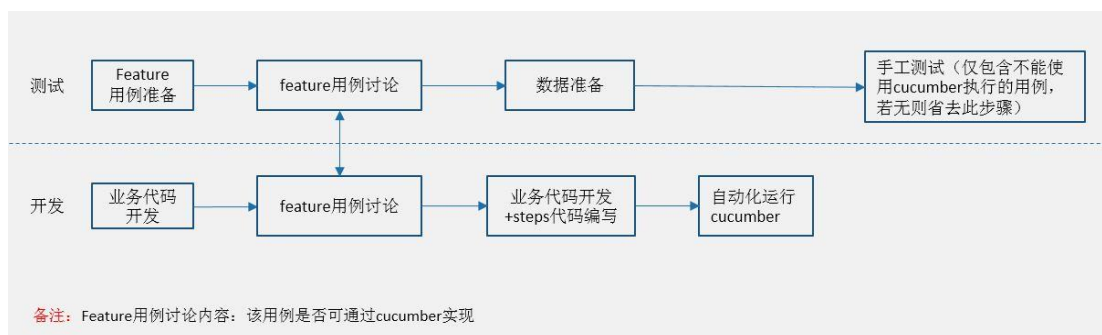 测试
Feature
用例准备
feature用例讨论
数据准备
手工测试（仅包含不能使
用cucumber执行的用例，
若无则省去此步骤）
开发
业务代码
开发
feature用例讨论
业务代码开发
+steps代码编写
自动化运行
cucumber
备注：Feature用例讨论内容：该用例是否可通过cucumber实现